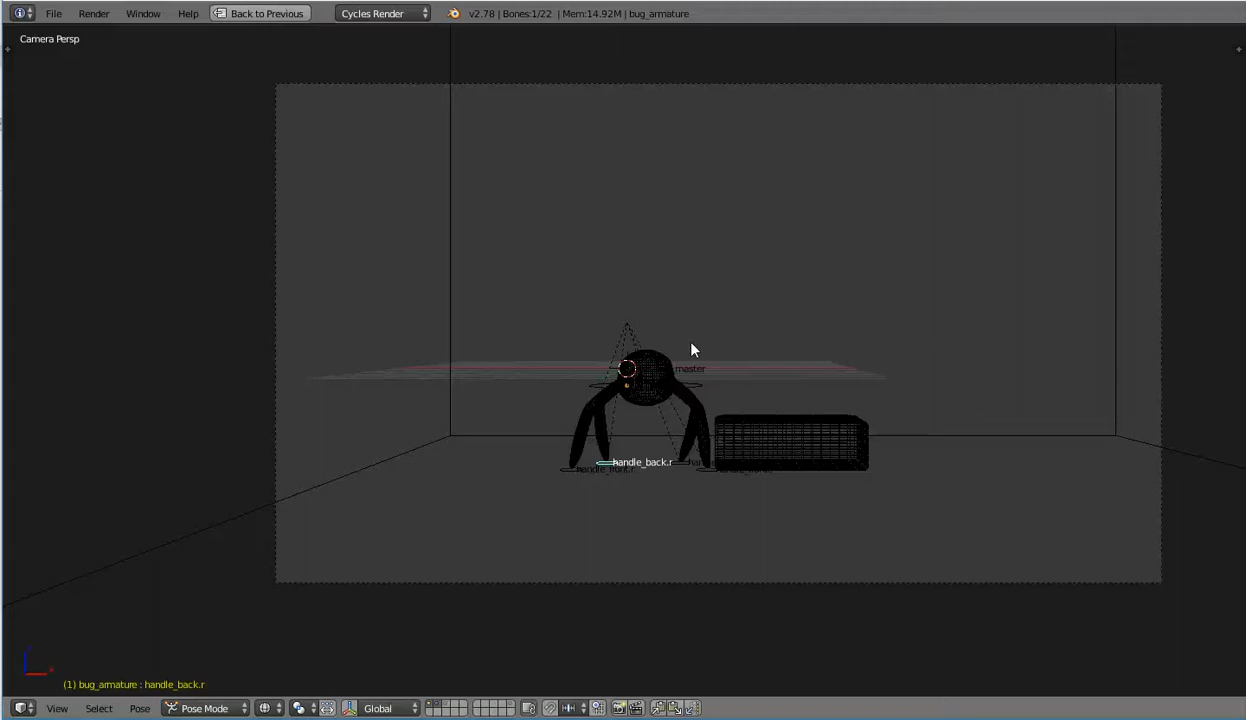 File Render Window Help Back to Previous Cycles Render v2.78 | Bones:1/22 | Mem:14.92M | bug_armature
Camera Persp
master
handle_back.r
handle_front.r
(1) bug_armature : handle_back.r
View Select Pose Pose Mode Global